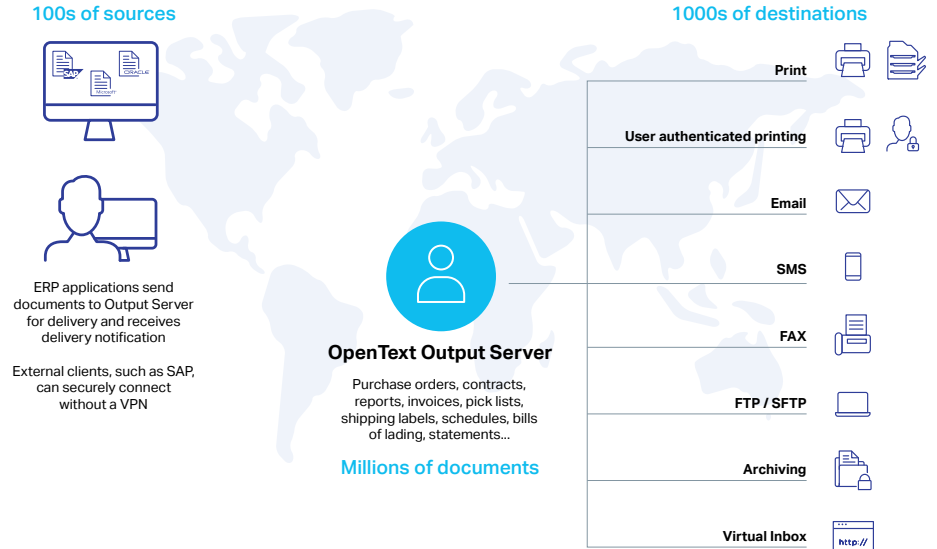 100s of sources
SAP
ORACLE
Microsoft
ERP applications send
documents to Output Server
for delivery and receives
delivery notification
External clients, such as SAP,
can securely connect
without a VPN
OpenText Output Server
Purchase orders, contracts,
reports, invoices, pick lists,
shipping labels, schedules, bills
of lading, statements...
Millions of documents
1000s of destinations
Print
User authenticated printing
Email
SMS
FAX
FTP / SFTP
Archiving
Virtual Inbox
http://